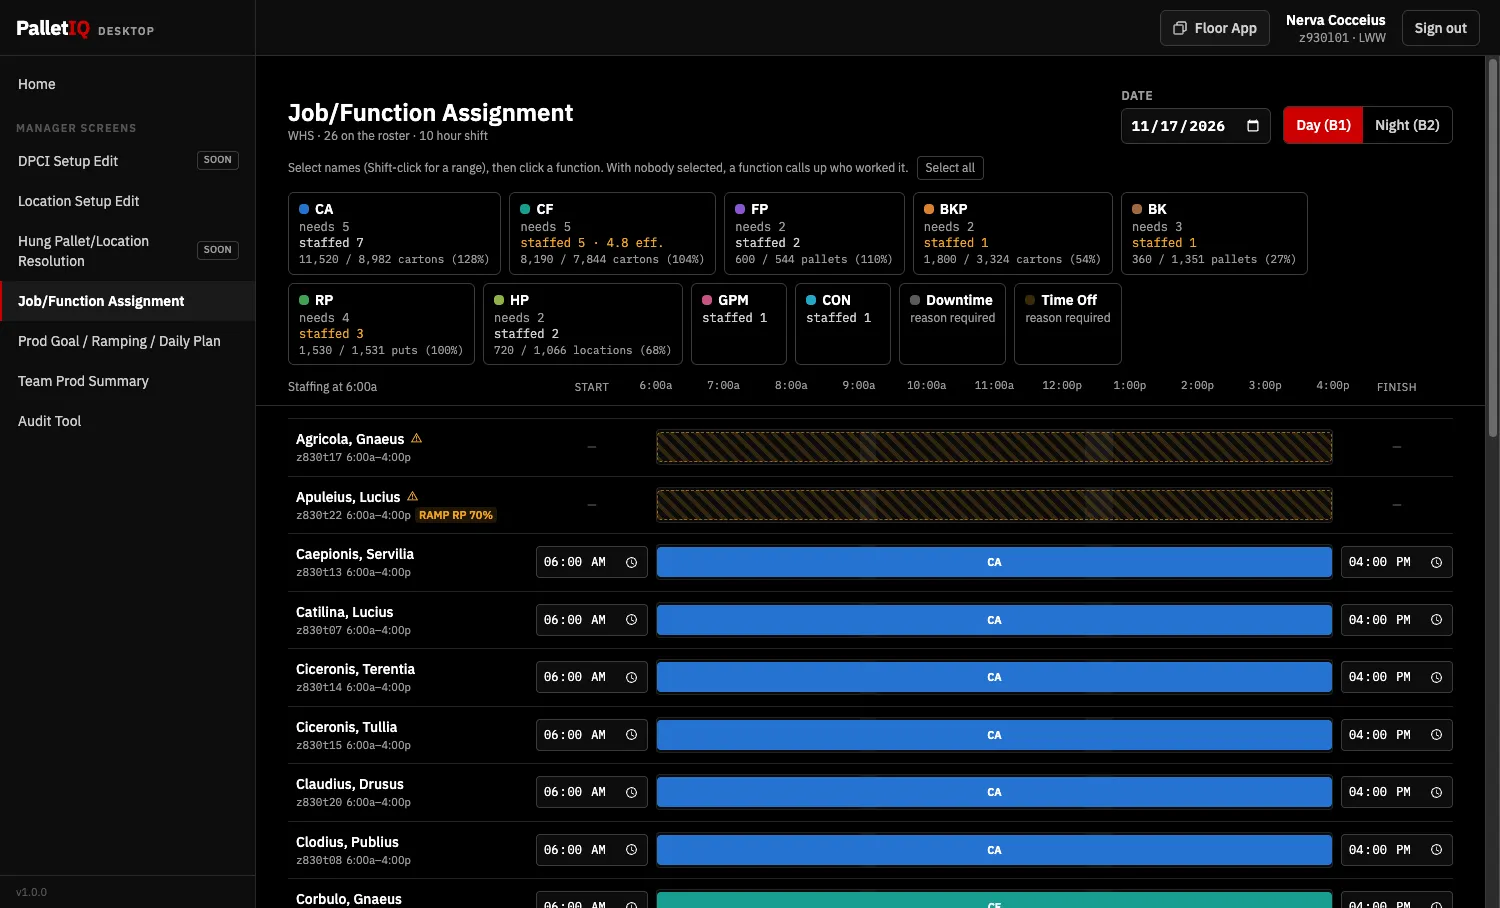 PalletIQ DESKTOP
Floor App
Nerva Cocceius
z930l01 · LWW
Sign out
Home
MANAGER SCREENS
DPCI Setup Edit
SOON
Location Setup Edit
Hung Pallet/Location
Resolution
SOON
Job/Function Assignment
Prod Goal / Ramping / Daily Plan
Team Prod Summary
Audit Tool
v1.0.0
Job/Function Assignment
WHS · 26 on the roster · 10 hour shift
DATE
11/17/2026
Day (B1)
Night (B2)
Select names (Shift-click for a range), then click a function. With nobody selected, a function calls up who worked it.
Select all
CA
needs 5
staffed 7
11,520 / 8,982 cartons (128%)
CF
needs 5
staffed 5 · 4.8 eff.
8,190 / 7,844 cartons (104%)
FP
needs 2
staffed 2
600 / 544 pallets (110%)
BKP
needs 2
staffed 1
1,800 / 3,324 cartons (54%)
BK
needs 3
staffed 1
360 / 1,351 pallets (27%)
RP
needs 4
staffed 3
1,530 / 1,531 puts (100%)
HP
needs 2
staffed 2
720 / 1,066 locations (68%)
GPM
staffed 1
CON
staffed 1
Downtime
reason required
Time Off
reason required
Staffing at 6:00a
START
6:00a 7:00a 8:00a 9:00a 10:00a 11:00a 12:00p 1:00p 2:00p 3:00p 4:00p
FINISH
Agricola, Gnaeus
z830t17 6:00a–4:00p
—
—
Apuleius, Lucius
z830t22 6:00a–4:00p RAMP RP 70%
—
—
Caepionis, Servilia
z830t13 6:00a–4:00p
06:00 AM
CA
04:00 PM
Catilina, Lucius
z830t07 6:00a–4:00p
06:00 AM
CA
04:00 PM
Ciceronis, Terentia
z830t14 6:00a–4:00p
06:00 AM
CA
04:00 PM
Ciceronis, Tullia
z830t15 6:00a–4:00p
06:00 AM
CA
04:00 PM
Claudius, Drusus
z830t20 6:00a–4:00p
06:00 AM
CA
04:00 PM
Clodius, Publius
z830t08 6:00a–4:00p
06:00 AM
CA
04:00 PM
Corbulo, Gnaeus
06:00 AM
CF
04:00 PM